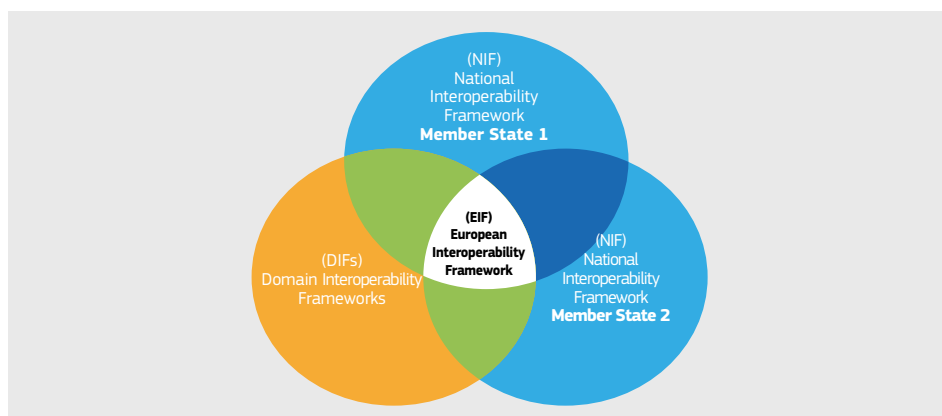 (NIF)
National
Interoperability
Framework
Member State 1
(EIF)
European
Interoperability
Framework
(DIFs)
Domain Interoperability
Frameworks
(NIF)
National
Interoperability
Framework
Member State 2